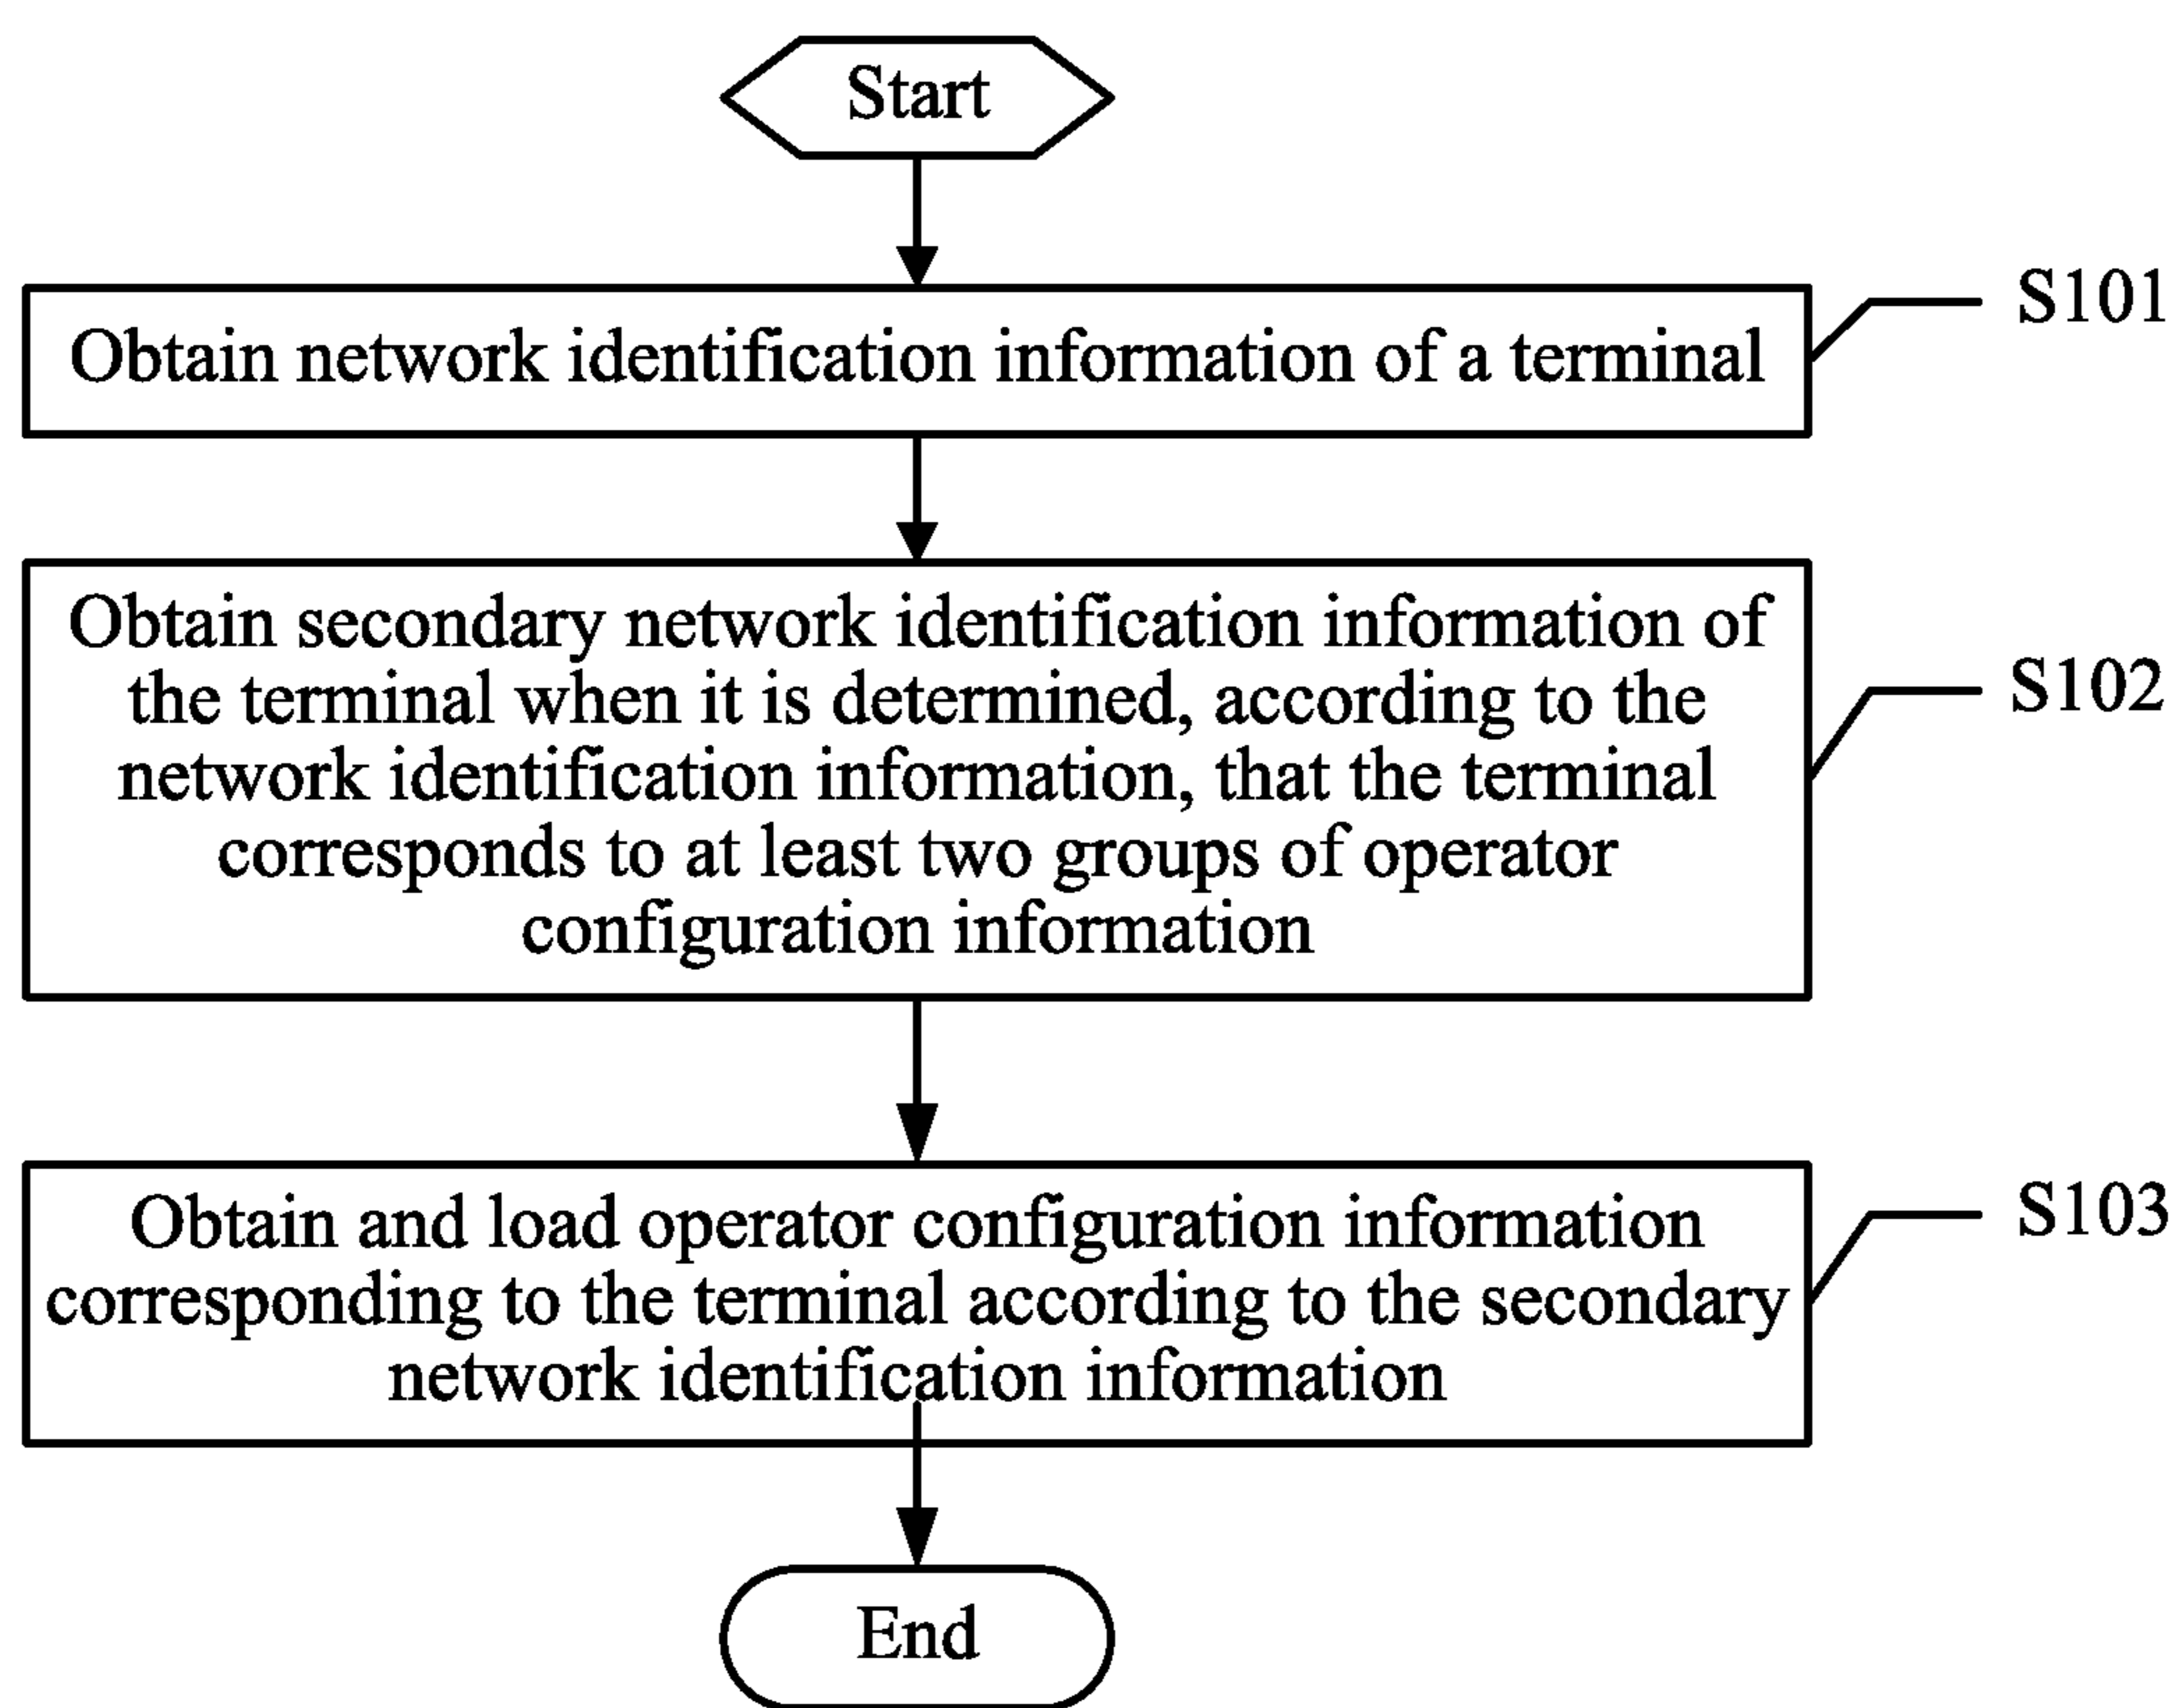 Start
Obtain network identification information of a terminal
S101
Obtain secondary network identification information of
the terminal when it is determined, according to the
network identification information, that the terminal
corresponds to at least two groups of operator
configuration information
S102
Obtain and load operator configuration information
corresponding to the terminal according to the secondary
network identification information
S103
End